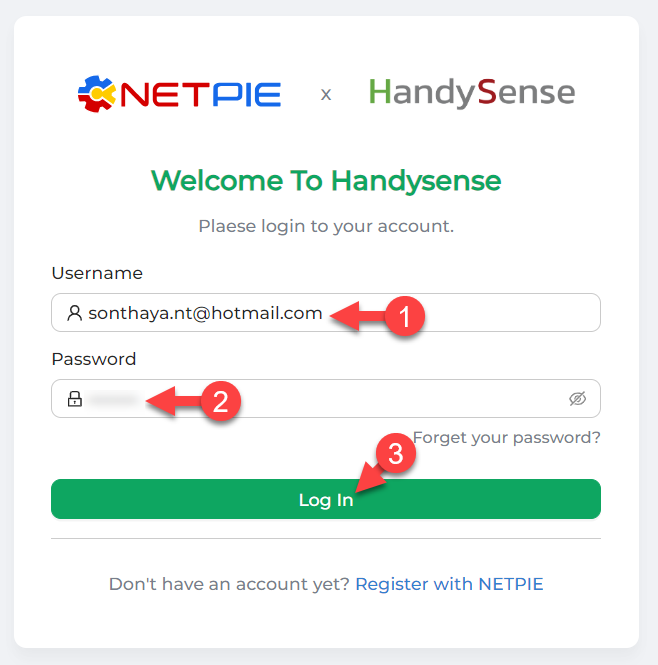 NETPIE x HandySense
Welcome To Handysense
Plaese login to your account.
Username
sonthaya.nt@hotmail.com 1
Password
2
Forget your password?
3
Log In
Don't have an account yet? Register with NETPIE